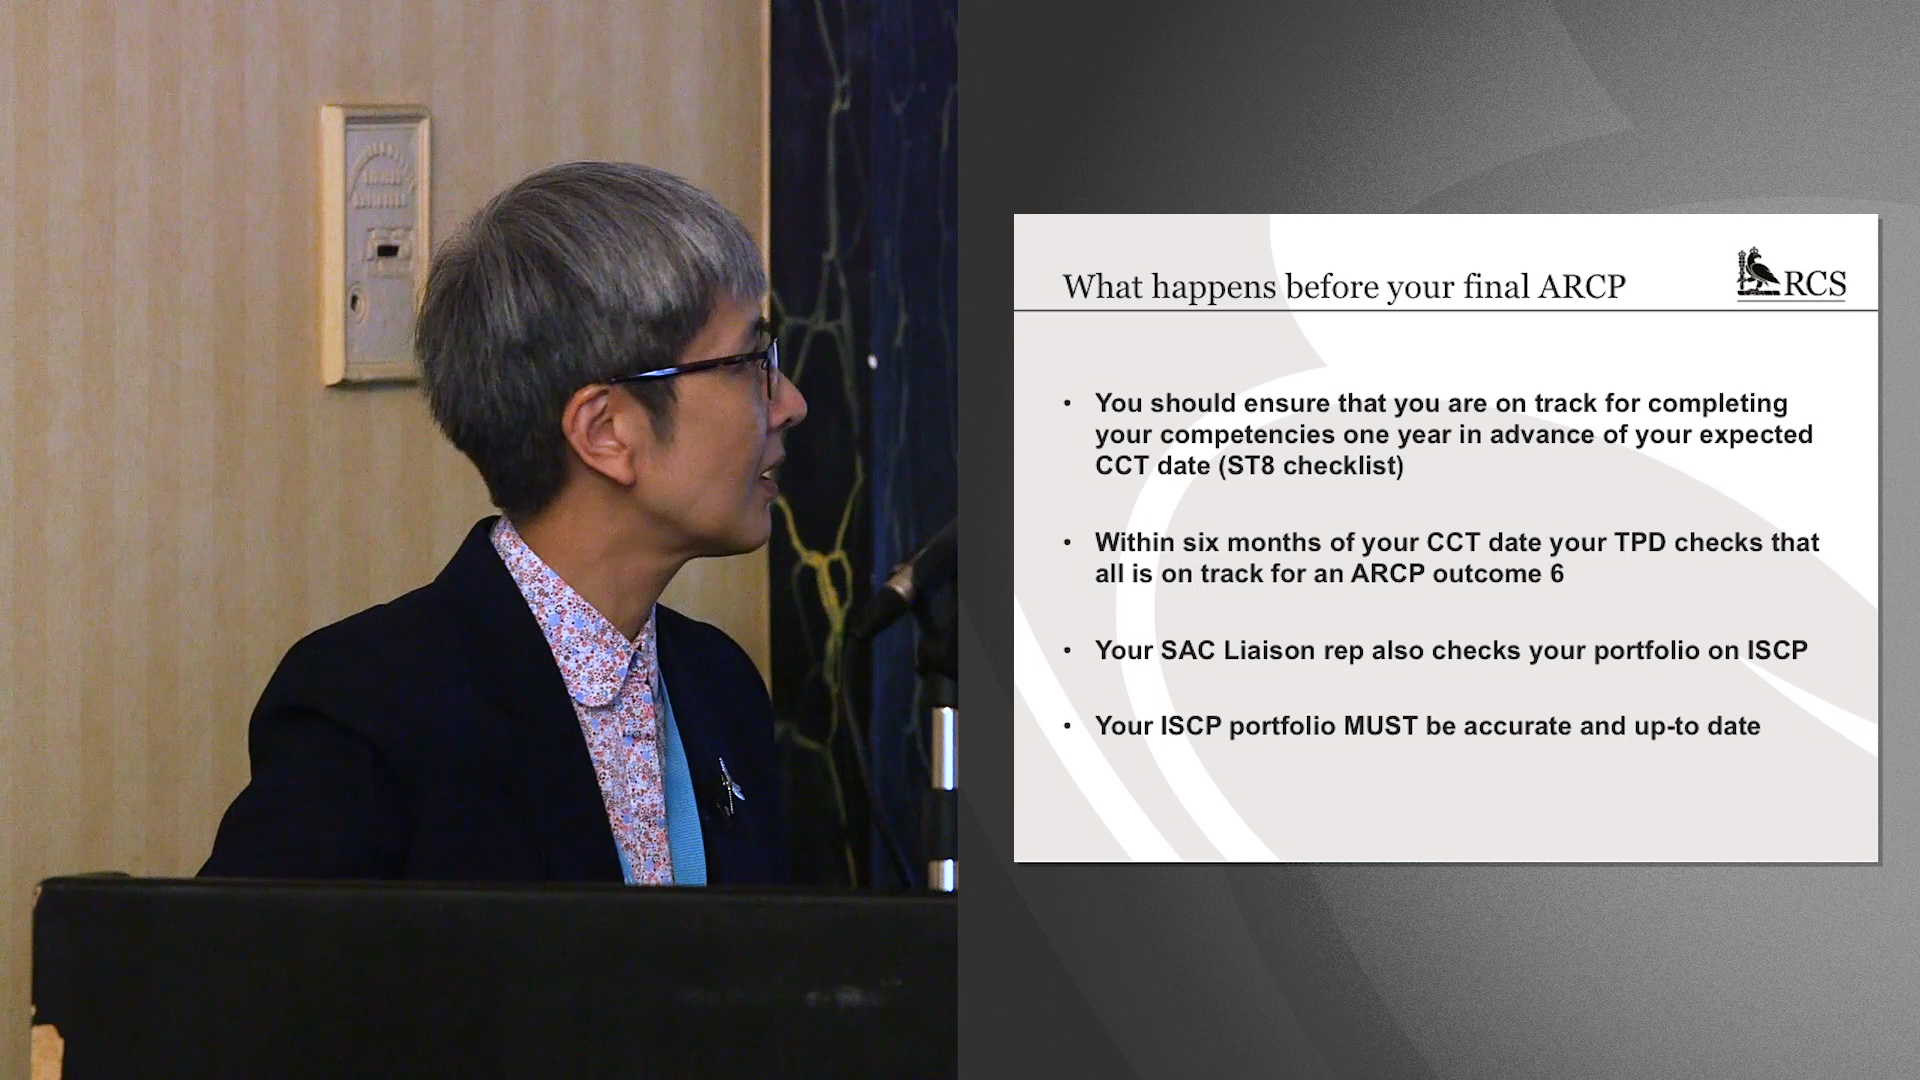 What happens before your final ARCP
RCS
• You should ensure that you are on track for completing
your competencies one year in advance of your expected
CCT date (ST8 checklist)
• Within six months of your CCT date your TPD checks that
all is on track for an ARCP outcome 6
• Your SAC Liaison rep also checks your portfolio on ISCP
• Your ISCP portfolio MUST be accurate and up-to date